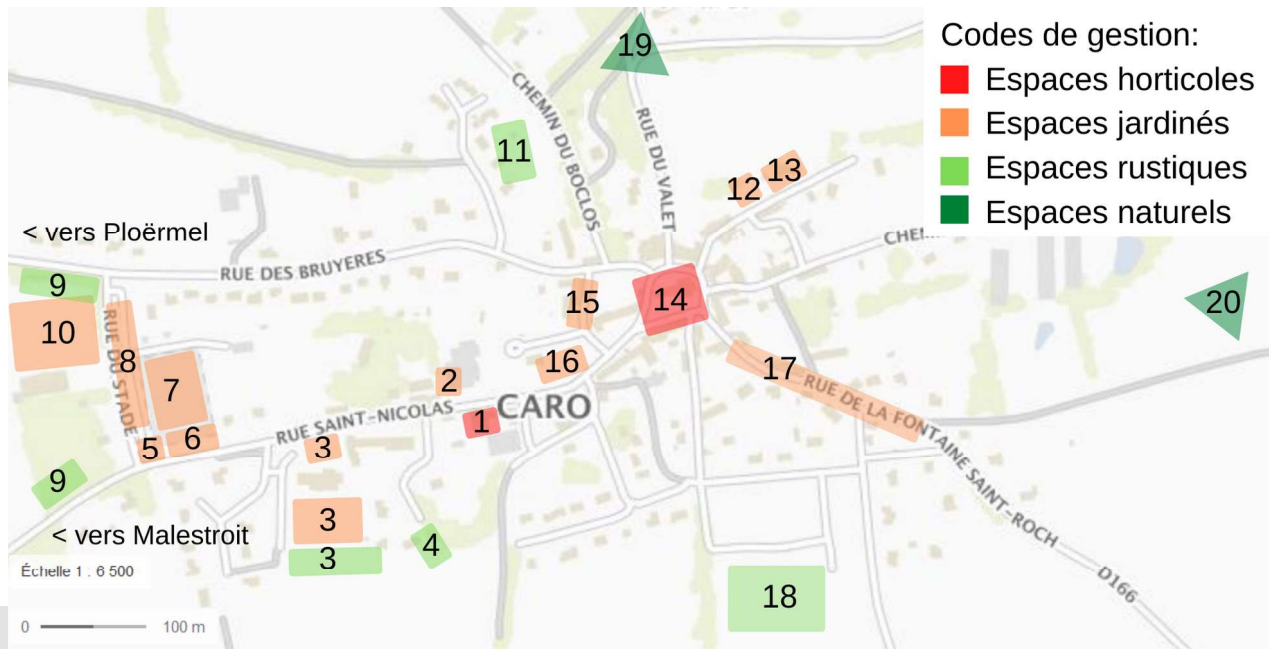 Codes de gestion:
Espaces horticoles
Espaces jardinés
Espaces rustiques
Espaces naturels
19
CHEMIN DU BOCLOS
RUE DU VALET
11
12
13
< vers Ploërmel
RUE DES BRUYERES
CHEM
9
10
RUE DU STADE
8
7
15
14
20
16
17
2
RUE SAINT-NICOLAS
1
CARO
RUE DE LA FONTAINE SAINT-ROCH
5
6
3
9
3
< vers Malestroit
4
3
Échelle 1 : 6 500
D166
18
0
100 m